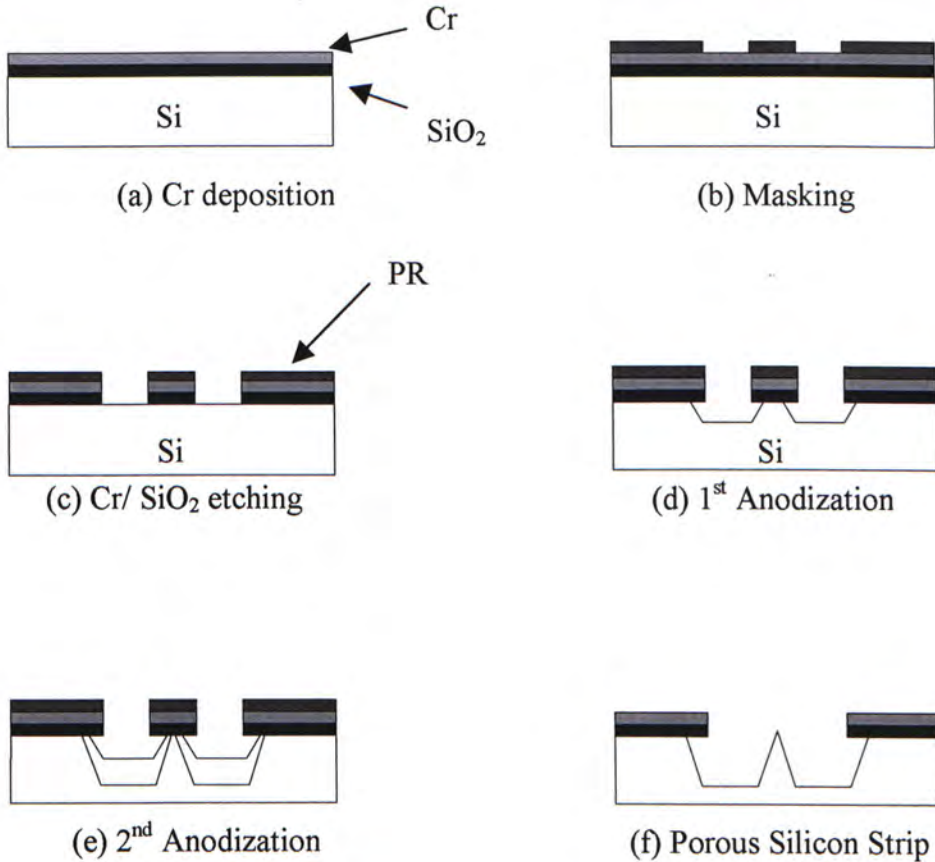 Cr
Si
SiO₂
(a) Cr deposition
Si
(b) Masking
PR
Si
(c) Cr/ SiO₂ etching
Si
(d) 1ˢᵗ Anodization
(e) 2ⁿᵈ Anodization
(f) Porous Silicon Strip